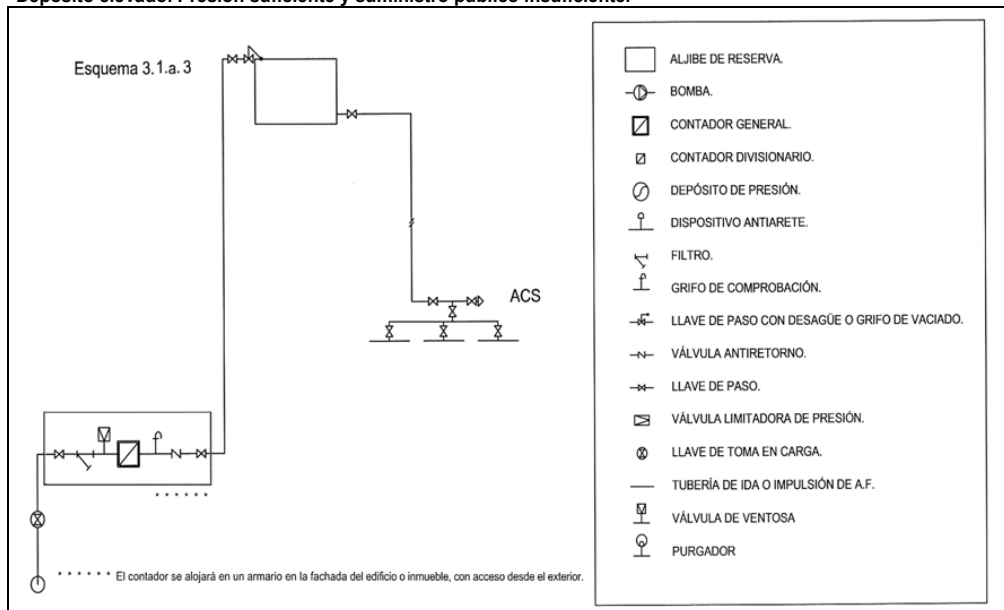 Depósito elevado. Presión suficiente y suministro público insuficiente.
Esquema 3.1.a.3
ACS
* * * * * *
* * * * * * El contador se alojará en un armario en la fachada del edificio o inmueble, con acceso desde el exterior.
ALJIBE DE RESERVA.
BOMBA.
CONTADOR GENERAL.
CONTADOR DIVISIONARIO.
DEPÓSITO DE PRESIÓN.
DISPOSITIVO ANTIARETE.
FILTRO.
GRIFO DE COMPROBACIÓN.
LLAVE DE PASO CON DESAGÜE O GRIFO DE VACIADO.
VÁLVULA ANTIRETORNO.
LLAVE DE PASO.
VÁLVULA LIMITADORA DE PRESIÓN.
LLAVE DE TOMA EN CARGA.
TUBERÍA DE IDA O IMPULSIÓN DE A.F.
VÁLVULA DE VENTOSA
PURGADOR